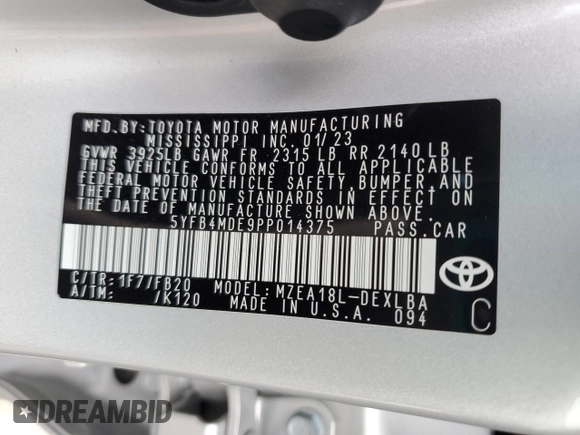 MFD. BY: TOYOTA MOTOR MANUFACTURING
MISSISSIPPI INC. 01/23
GVWR 3925LB GAWR FR. 2315 LB RR 2140 LB
THIS VEHICLE CONFORMS TO ALL APPLICABLE
FEDERAL MOTOR VEHICLE SAFETY, BUMPER, AND
THEFT PREVENTION STANDARDS IN EFFECT ON
THE DATE OF MANUFACTURE SHOWN ABOVE.
5YFB4MDE9PP014375 PASS. CAR
C/TR: 1F7/FB20 MODEL: MZEA18L-DEXLBA
A/TM: /K120 MADE IN U.S.A. 094
TOYOTA
C
DREAMBID